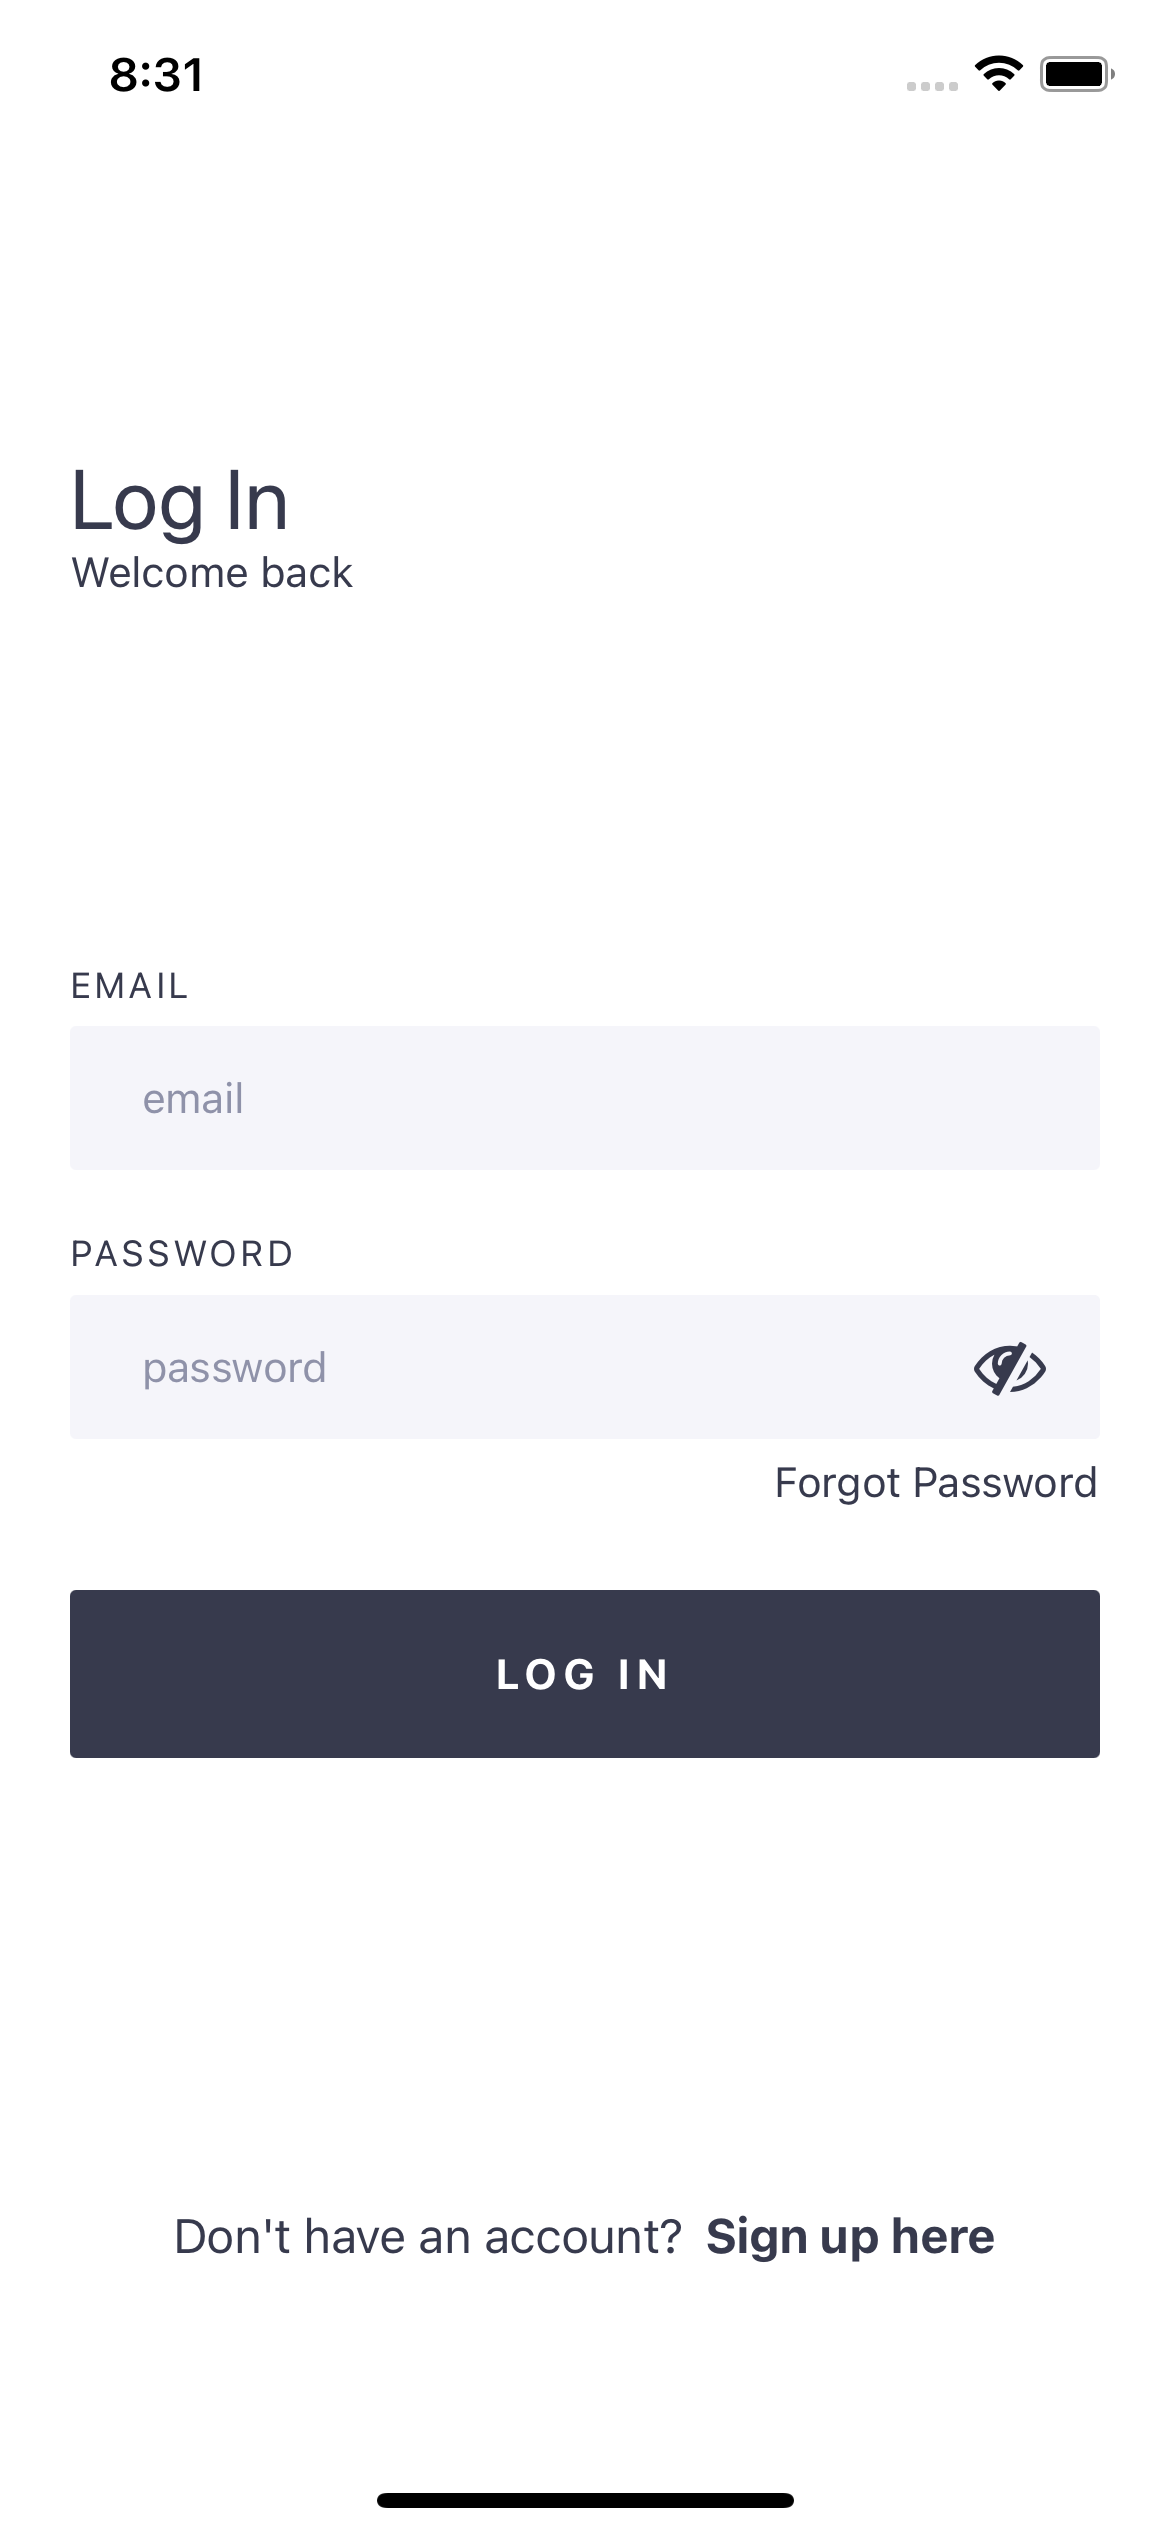 8:31
Log In
Welcome back
EMAIL
email
PASSWORD
password
Forgot Password
LOG IN
Don't have an account? Sign up here